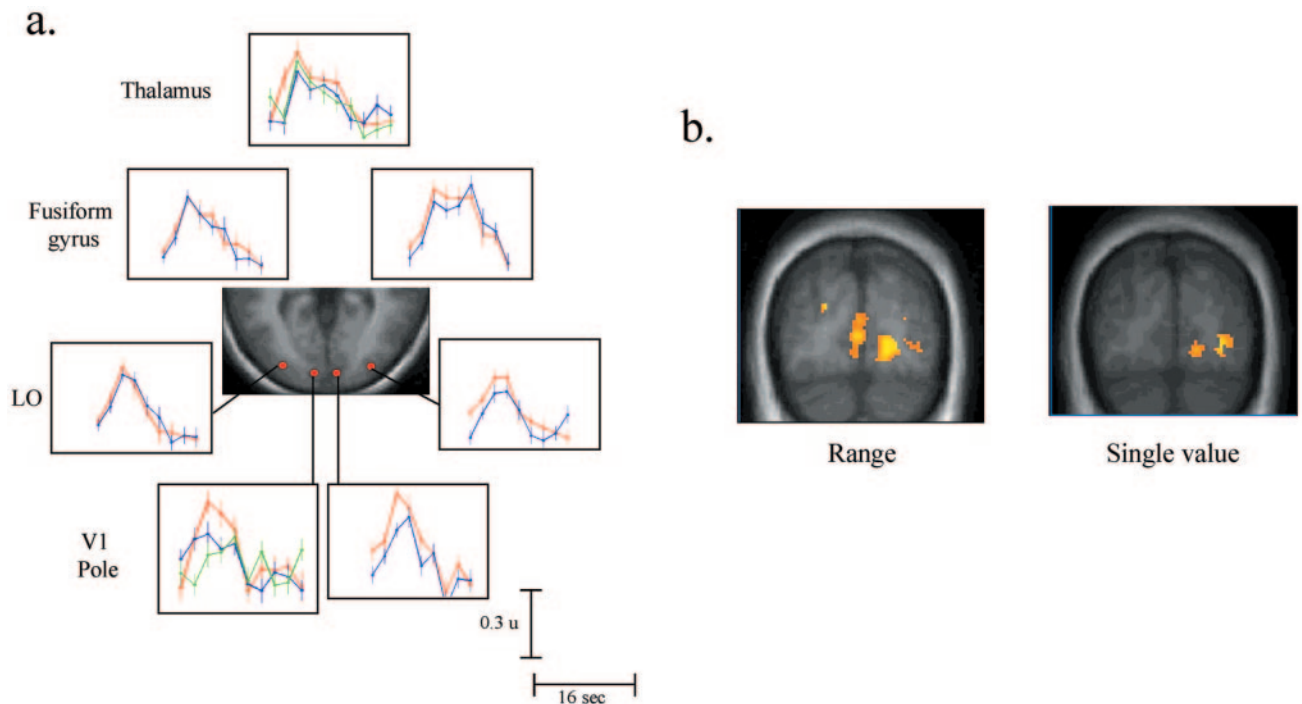 a.
Thalamus
Fusiform
gyrus
LO
V1
Pole
0.3 u
16 sec
b.
Range
Single value